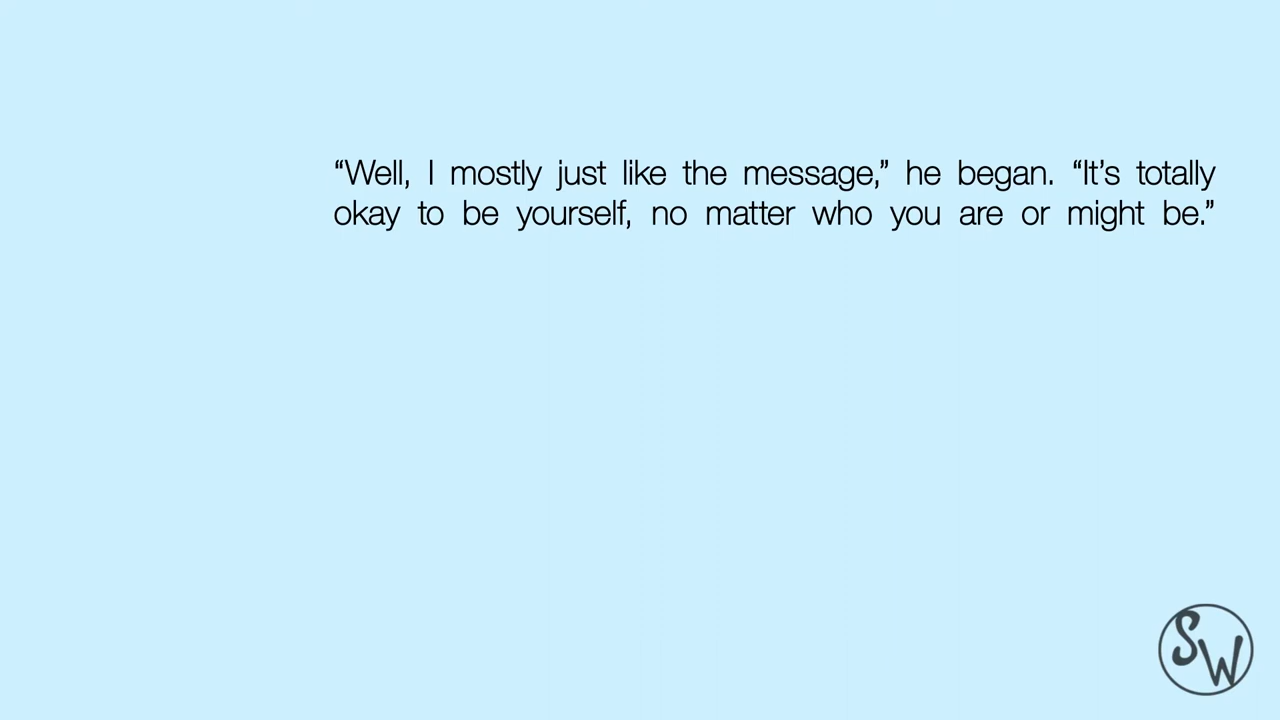 “Well, I mostly just like the message,” he began. “It’s totally
okay to be yourself, no matter who you are or might be.”
SW